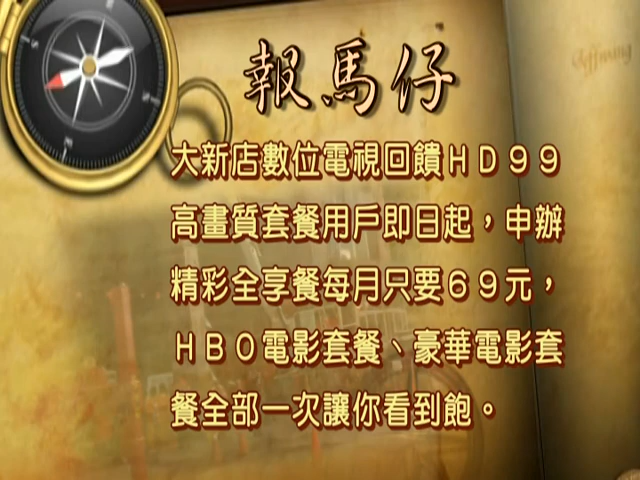 報馬仔
大新店數位電視回饋ＨＤ９９
高畫質套餐用戶即日起，申辦
精彩全享餐每月只要６９元，
ＨＢＯ電影套餐、豪華電影套
餐全部一次讓你看到飽。